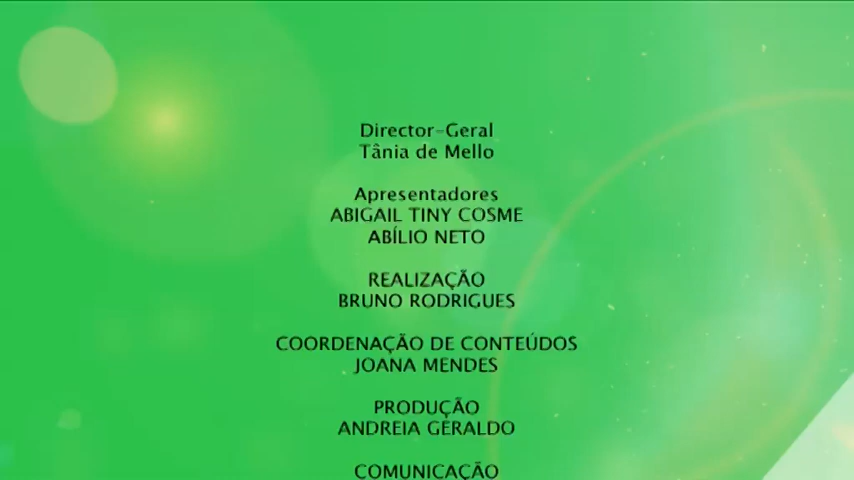 Director-Geral
Tânia de Mello
Apresentadores
ABIGAIL TINY COSME
ABÍLIO NETO
REALIZAÇÃO
BRUNO RODRIGUES
COORDENAÇÃO DE CONTEÚDOS
JOANA MENDES
PRODUÇÃO
ANDREIA GERALDO
COMUNICAÇÃO